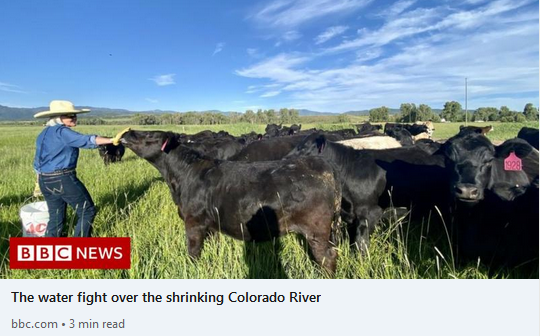 BBC NEWS
The water fight over the shrinking Colorado River
bbc.com • 3 min read